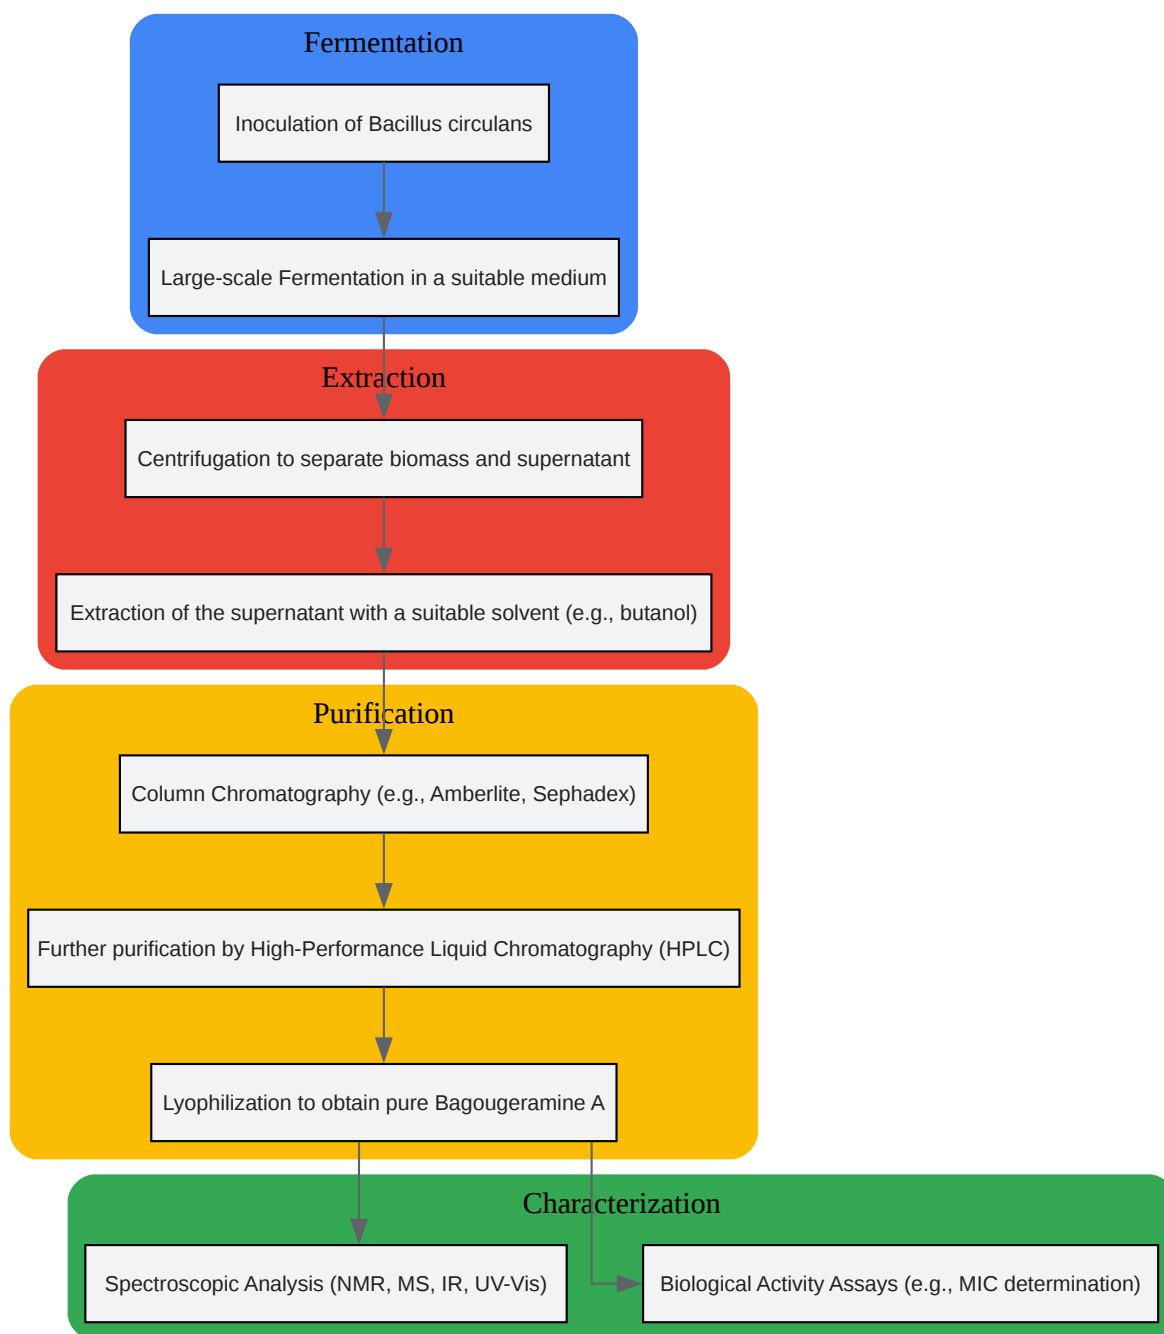 Fermentation
Inoculation of Bacillus circulans
Large-scale Fermentation in a suitable medium
Extraction
Centrifugation to separate biomass and supernatant
Extraction of the supernatant with a suitable solvent (e.g., butanol)
Purification
Column Chromatography (e.g., Amberlite, Sephadex)
Further purification by High-Performance Liquid Chromatography (HPLC)
Lyophilization to obtain pure Bagougeramine A
Characterization
Spectroscopic Analysis (NMR, MS, IR, UV-Vis)
Biological Activity Assays (e.g., MIC determination)